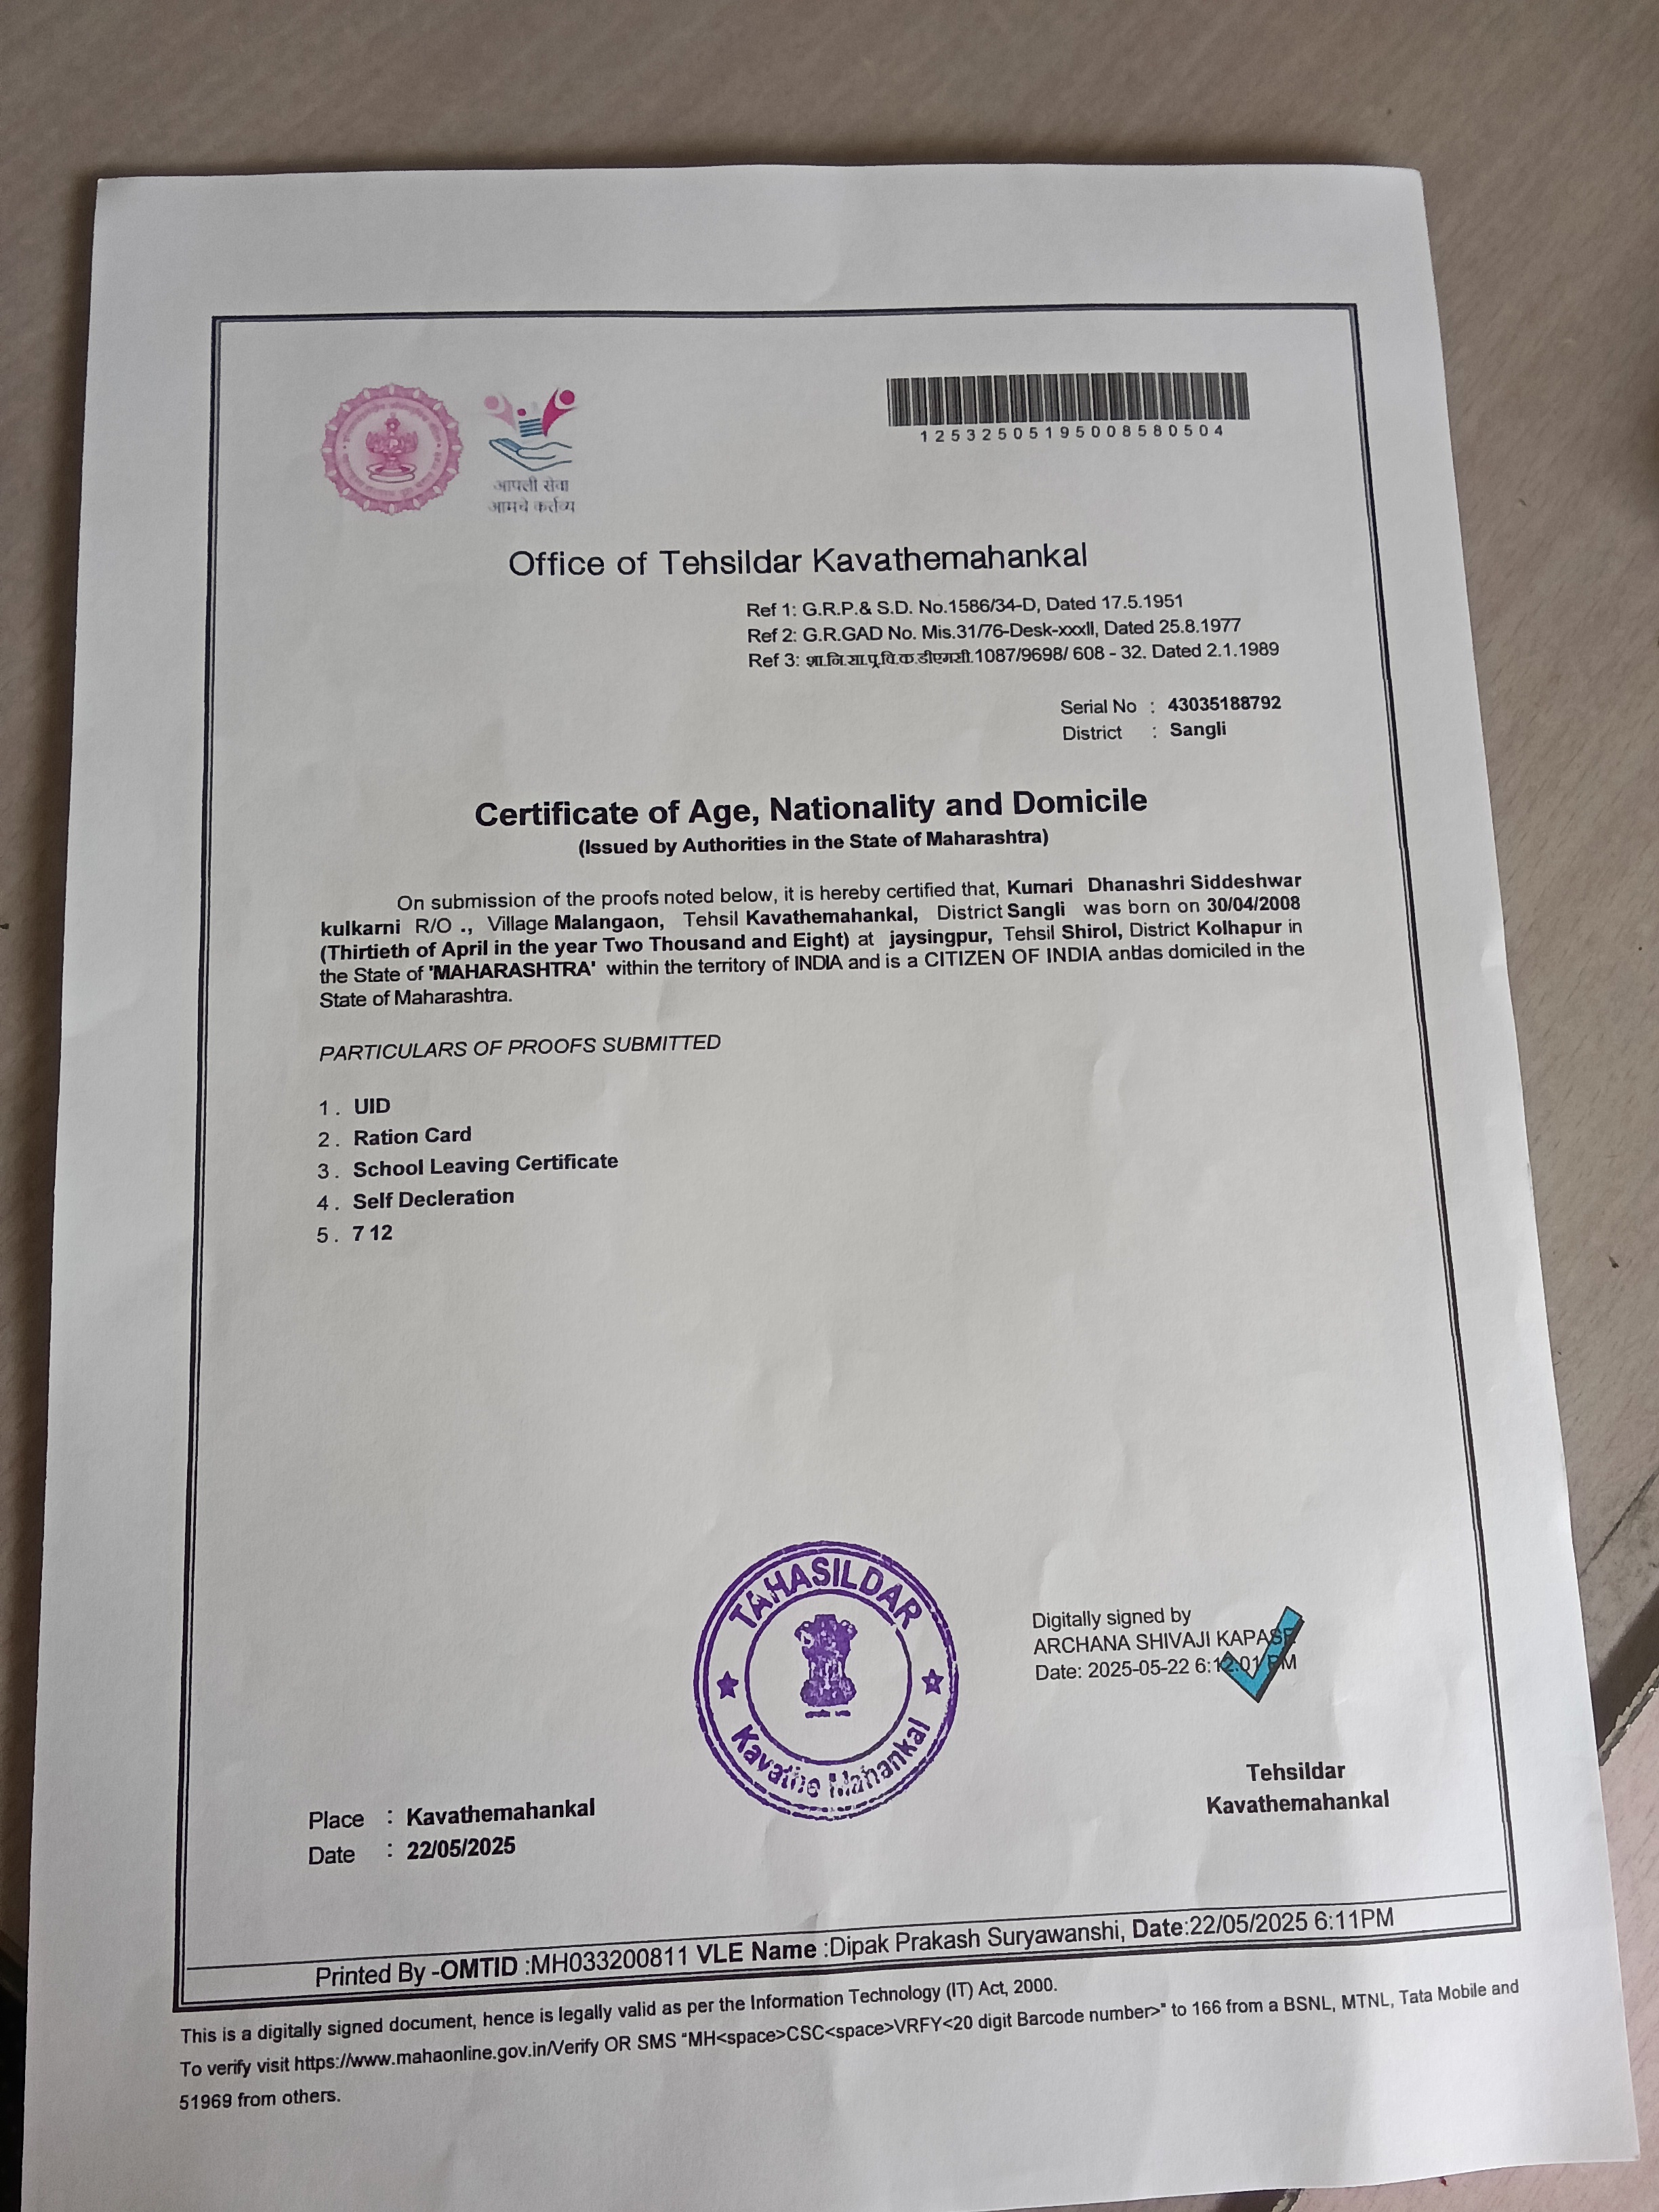 आपली सेवा
आमचे कर्तव्य
12532505195008580504
Office of Tehsildar Kavathemahankal
Ref 1: G.R.P.& S.D. No.1586/34-D, Dated 17.5.1951
Ref 2: G.R.GAD No. Mis.31/76-Desk-xxxII, Dated 25.8.1977
Ref 3: शा.नि.सा.प्र.वि.क.डीएमसी.1087/9698/ 608 - 32. Dated 2.1.1989
Serial No : 43035188792
District : Sangli
Certificate of Age, Nationality and Domicile
(Issued by Authorities in the State of Maharashtra)
On submission of the proofs noted below, it is hereby certified that, Kumari Dhanashri Siddeshwar
kulkarni R/O ., Village Malangaon, Tehsil Kavathemahankal, District Sangli was born on 30/04/2008
(Thirtieth of April in the year Two Thousand and Eight) at jaysingpur, Tehsil Shirol, District Kolhapur in
the State of 'MAHARASHTRA' within the territory of INDIA and is a CITIZEN OF INDIA and is domiciled in the
State of Maharashtra.
PARTICULARS OF PROOFS SUBMITTED
1. UID
2. Ration Card
3. School Leaving Certificate
4. Self Decleration
5. 7 12
TAHASILDAR
Kavathe Mahankal
Digitally signed by
ARCHANA SHIVAJI KAPASE
Date: 2025-05-22 6:12:01 PM
Tehsildar
Kavathemahankal
Place : Kavathemahankal
Date : 22/05/2025
Printed By -OMTID :MH033200811 VLE Name :Dipak Prakash Suryawanshi, Date:22/05/2025 6:11PM
This is a digitally signed document, hence is legally valid as per the Information Technology (IT) Act, 2000.
To verify visit https://www.mahaonline.gov.in/Verify OR SMS "MH<space>CSC<space>VRFY<20 digit Barcode number>" to 166 from a BSNL, MTNL, Tata Mobile and
51969 from others.